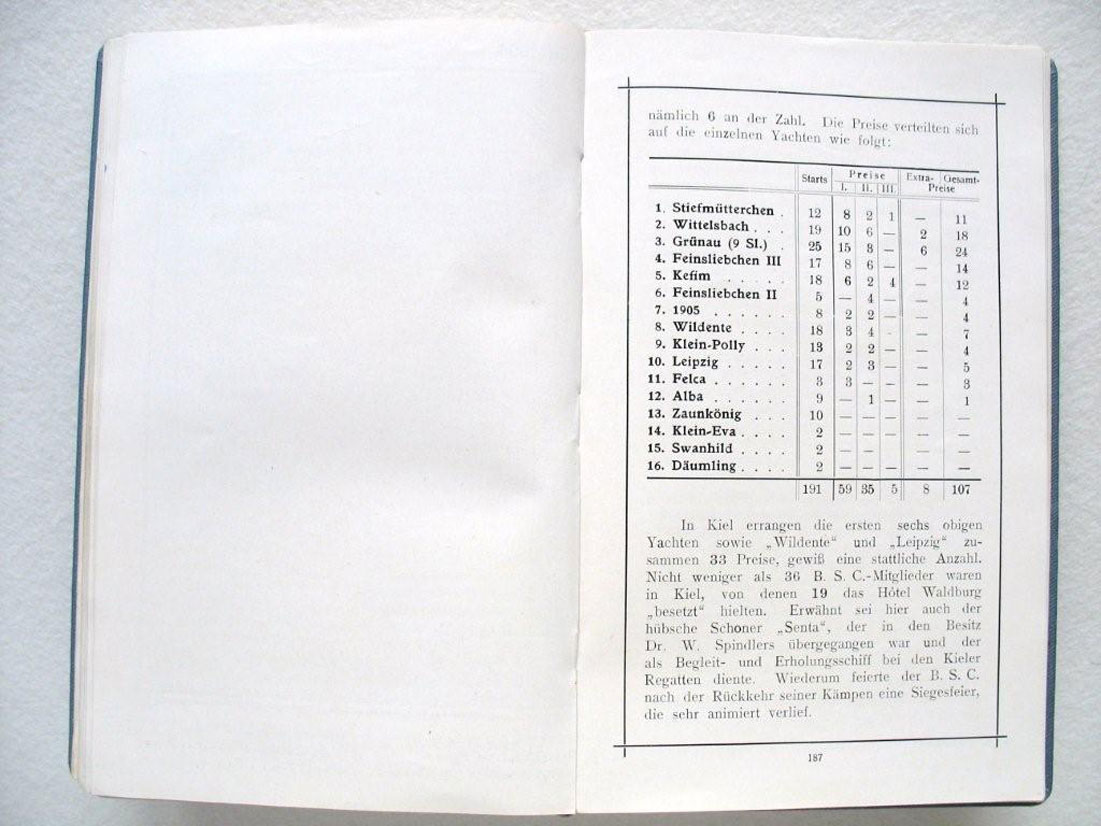 nämlich 6 an der Zahl. Die Preise verteilten sich
auf die einzelnen Yachten wie folgt:
Starts Preise Extra- Gesamt-
I. II. III. Preise
1. Stiefmütterchen . 12 8 2 1 — 11
2. Wittelsbach . . . 19 10 6 — 2 18
3. Grünau (9 Sl.) . 25 15 3 — 6 24
4. Feinsliebchen III 17 8 6 — — 14
5. Kefim . . . . . 18 6 2 4 — 12
6. Feinsliebchen II 5 — 4 — — 4
7. 1905 . . . . . . 8 2 2 — — 4
8. Wildente . . . . 18 3 4 - — 7
9. Klein-Polly . . . 13 2 2 — — 4
10. Leipzig . . . . . 17 2 3 — — 5
11. Felca . . . . . . 3 3 — — — 3
12. Alba . . . . . . 9 — 1 — — 1
13. Zaunkönig . . . 10 — — — — —
14. Klein-Eva . . . . 2 — — — — —
15. Swanhild . . . . 2 — — — — —
16. Däumling . . . . 2 — — — — —
191 59 35 5 8 107
In Kiel errangen die ersten sechs obigen
Yachten sowie „Wildente“ und „Leipzig“ zu-
sammen 33 Preise, gewiß eine stattliche Anzahl.
Nicht weniger als 36 B. S. C.-Mitglieder waren
in Kiel, von denen 19 das Hôtel Waldburg
„besetzt“ hielten. Erwähnt sei hier auch der
hübsche Schoner „Senta“, der in den Besitz
Dr. W. Spindlers übergegangen war und der
als Begleit- und Erholungsschiff bei den Kieler
Regatten diente. Wiederum feierte der B. S. C.
nach der Rückkehr seiner Kämpen eine Siegesfeier,
die sehr animiert verlief.
187